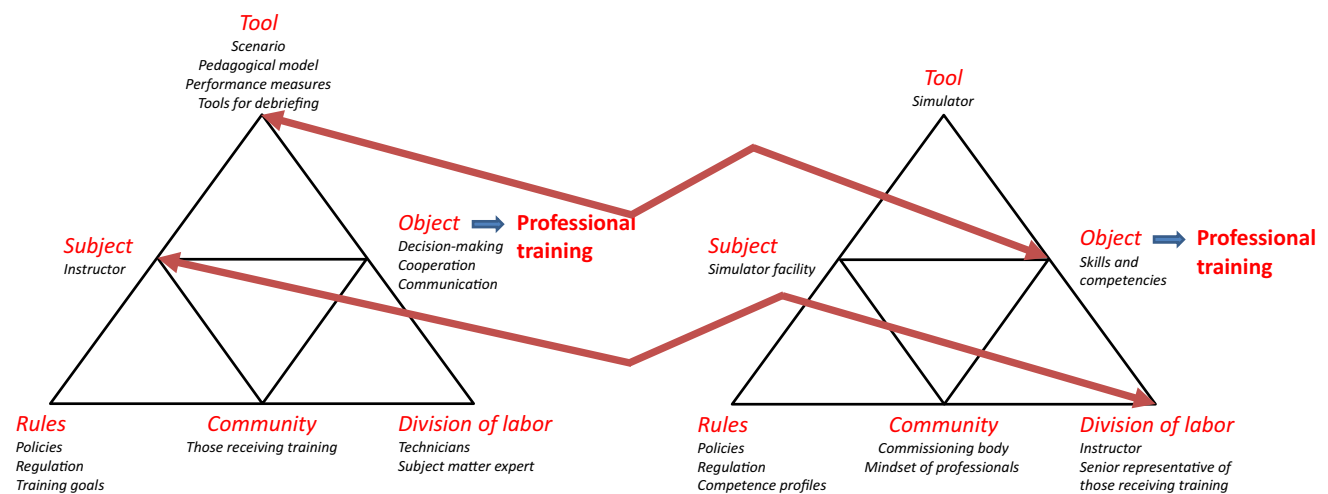 Tool
Scenario
Pedagogical model
Performance measures
Tools for debriefing
Subject
Instructor
Object
Decision-making
Cooperation
Communication
Professional
training
Rules
Policies
Regulation
Training goals
Community
Those receiving training
Division of labor
Technicians
Subject matter expert
Tool
Simulator
Subject
Simulator facility
Object
Skills and
competencies
Professional
training
Rules
Policies
Regulation
Competence profiles
Community
Commissioning body
Mindset of professionals
Division of labor
Instructor
Senior representative of
those receiving training